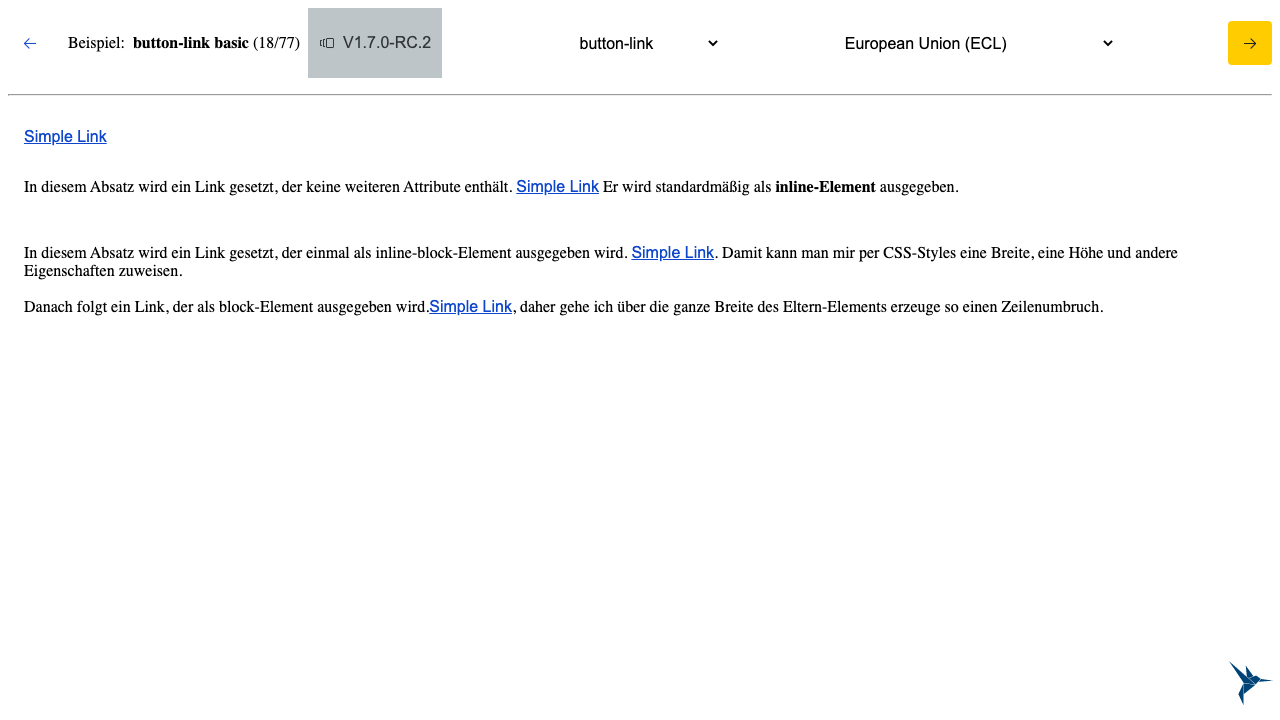 Beispiel: button-link basic (18/77) V1.7.0-RC.2 button-link European Union (ECL)
Simple Link
In diesem Absatz wird ein Link gesetzt, der keine weiteren Attribute enthält. Simple Link Er wird standardmäßig als inline-Element ausgegeben.
In diesem Absatz wird ein Link gesetzt, der einmal als inline-block-Element ausgegeben wird. Simple Link. Damit kann man mir per CSS-Styles eine Breite, eine Höhe und andere
Eigenschaften zuweisen.
Danach folgt ein Link, der als block-Element ausgegeben wird.Simple Link, daher gehe ich über die ganze Breite des Eltern-Elements erzeuge so einen Zeilenumbruch.